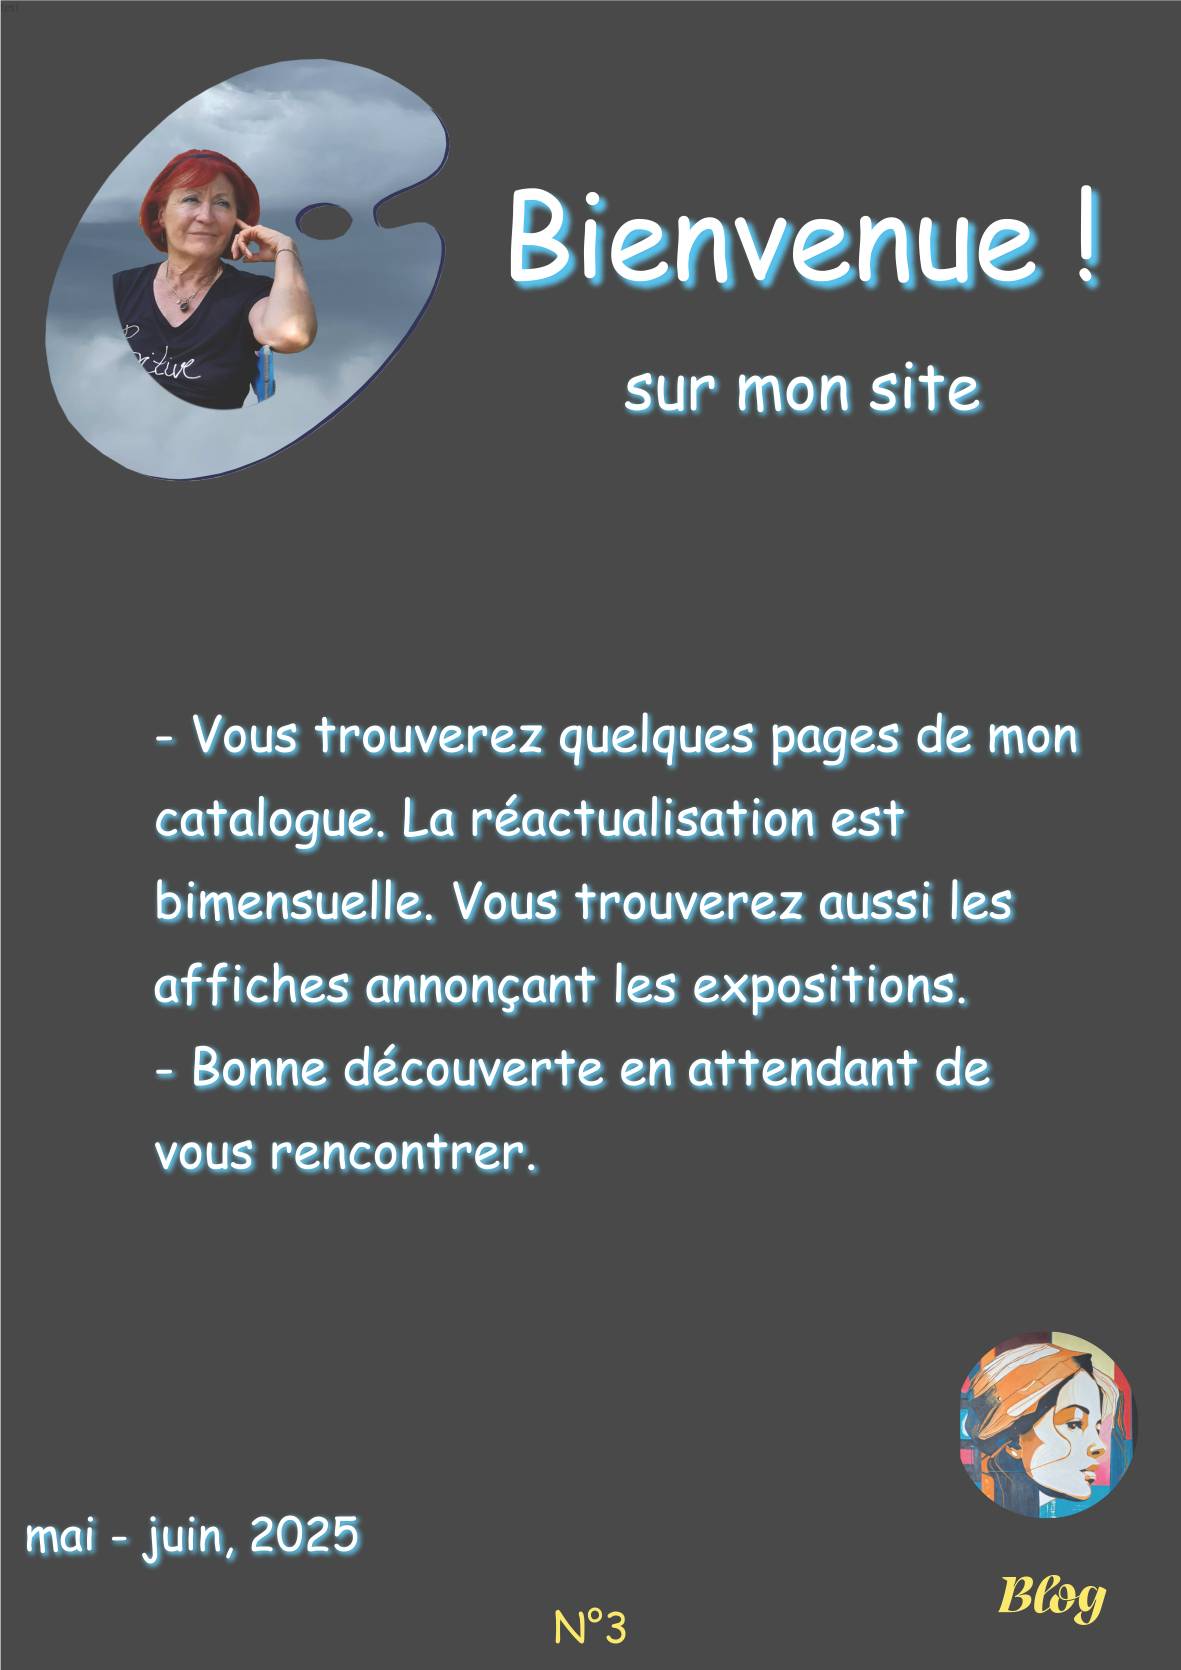 Bienvenue !
sur mon site
- Vous trouverez quelques pages de mon
catalogue. La réactualisation est
bimensuelle. Vous trouverez aussi les
affiches annonçant les expositions.
- Bonne découverte en attendant de
vous rencontrer.
mai - juin, 2025
Blog
N°3